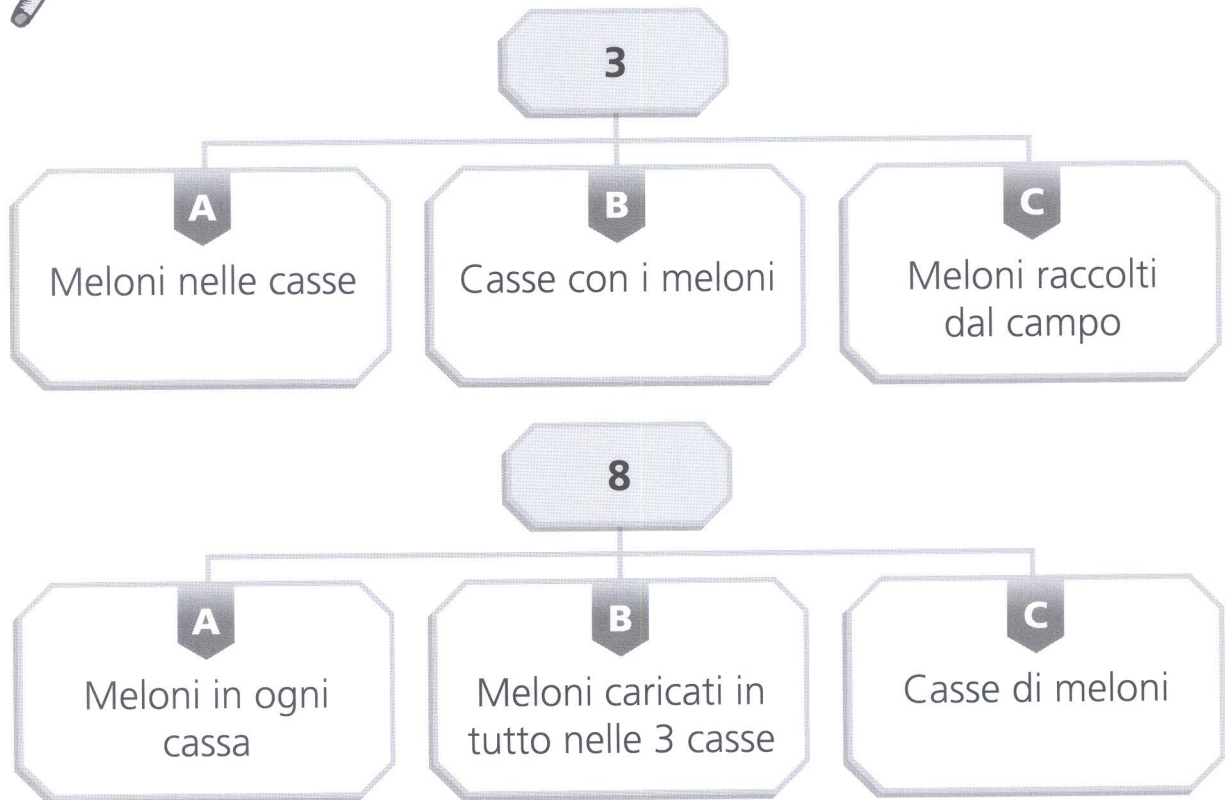 3
A
Meloni nelle casse
B
Casse con i meloni
C
Meloni raccolti
dal campo
8
A
Meloni in ogni
cassa
B
Meloni caricati in
tutto nelle 3 casse
C
Casse di meloni